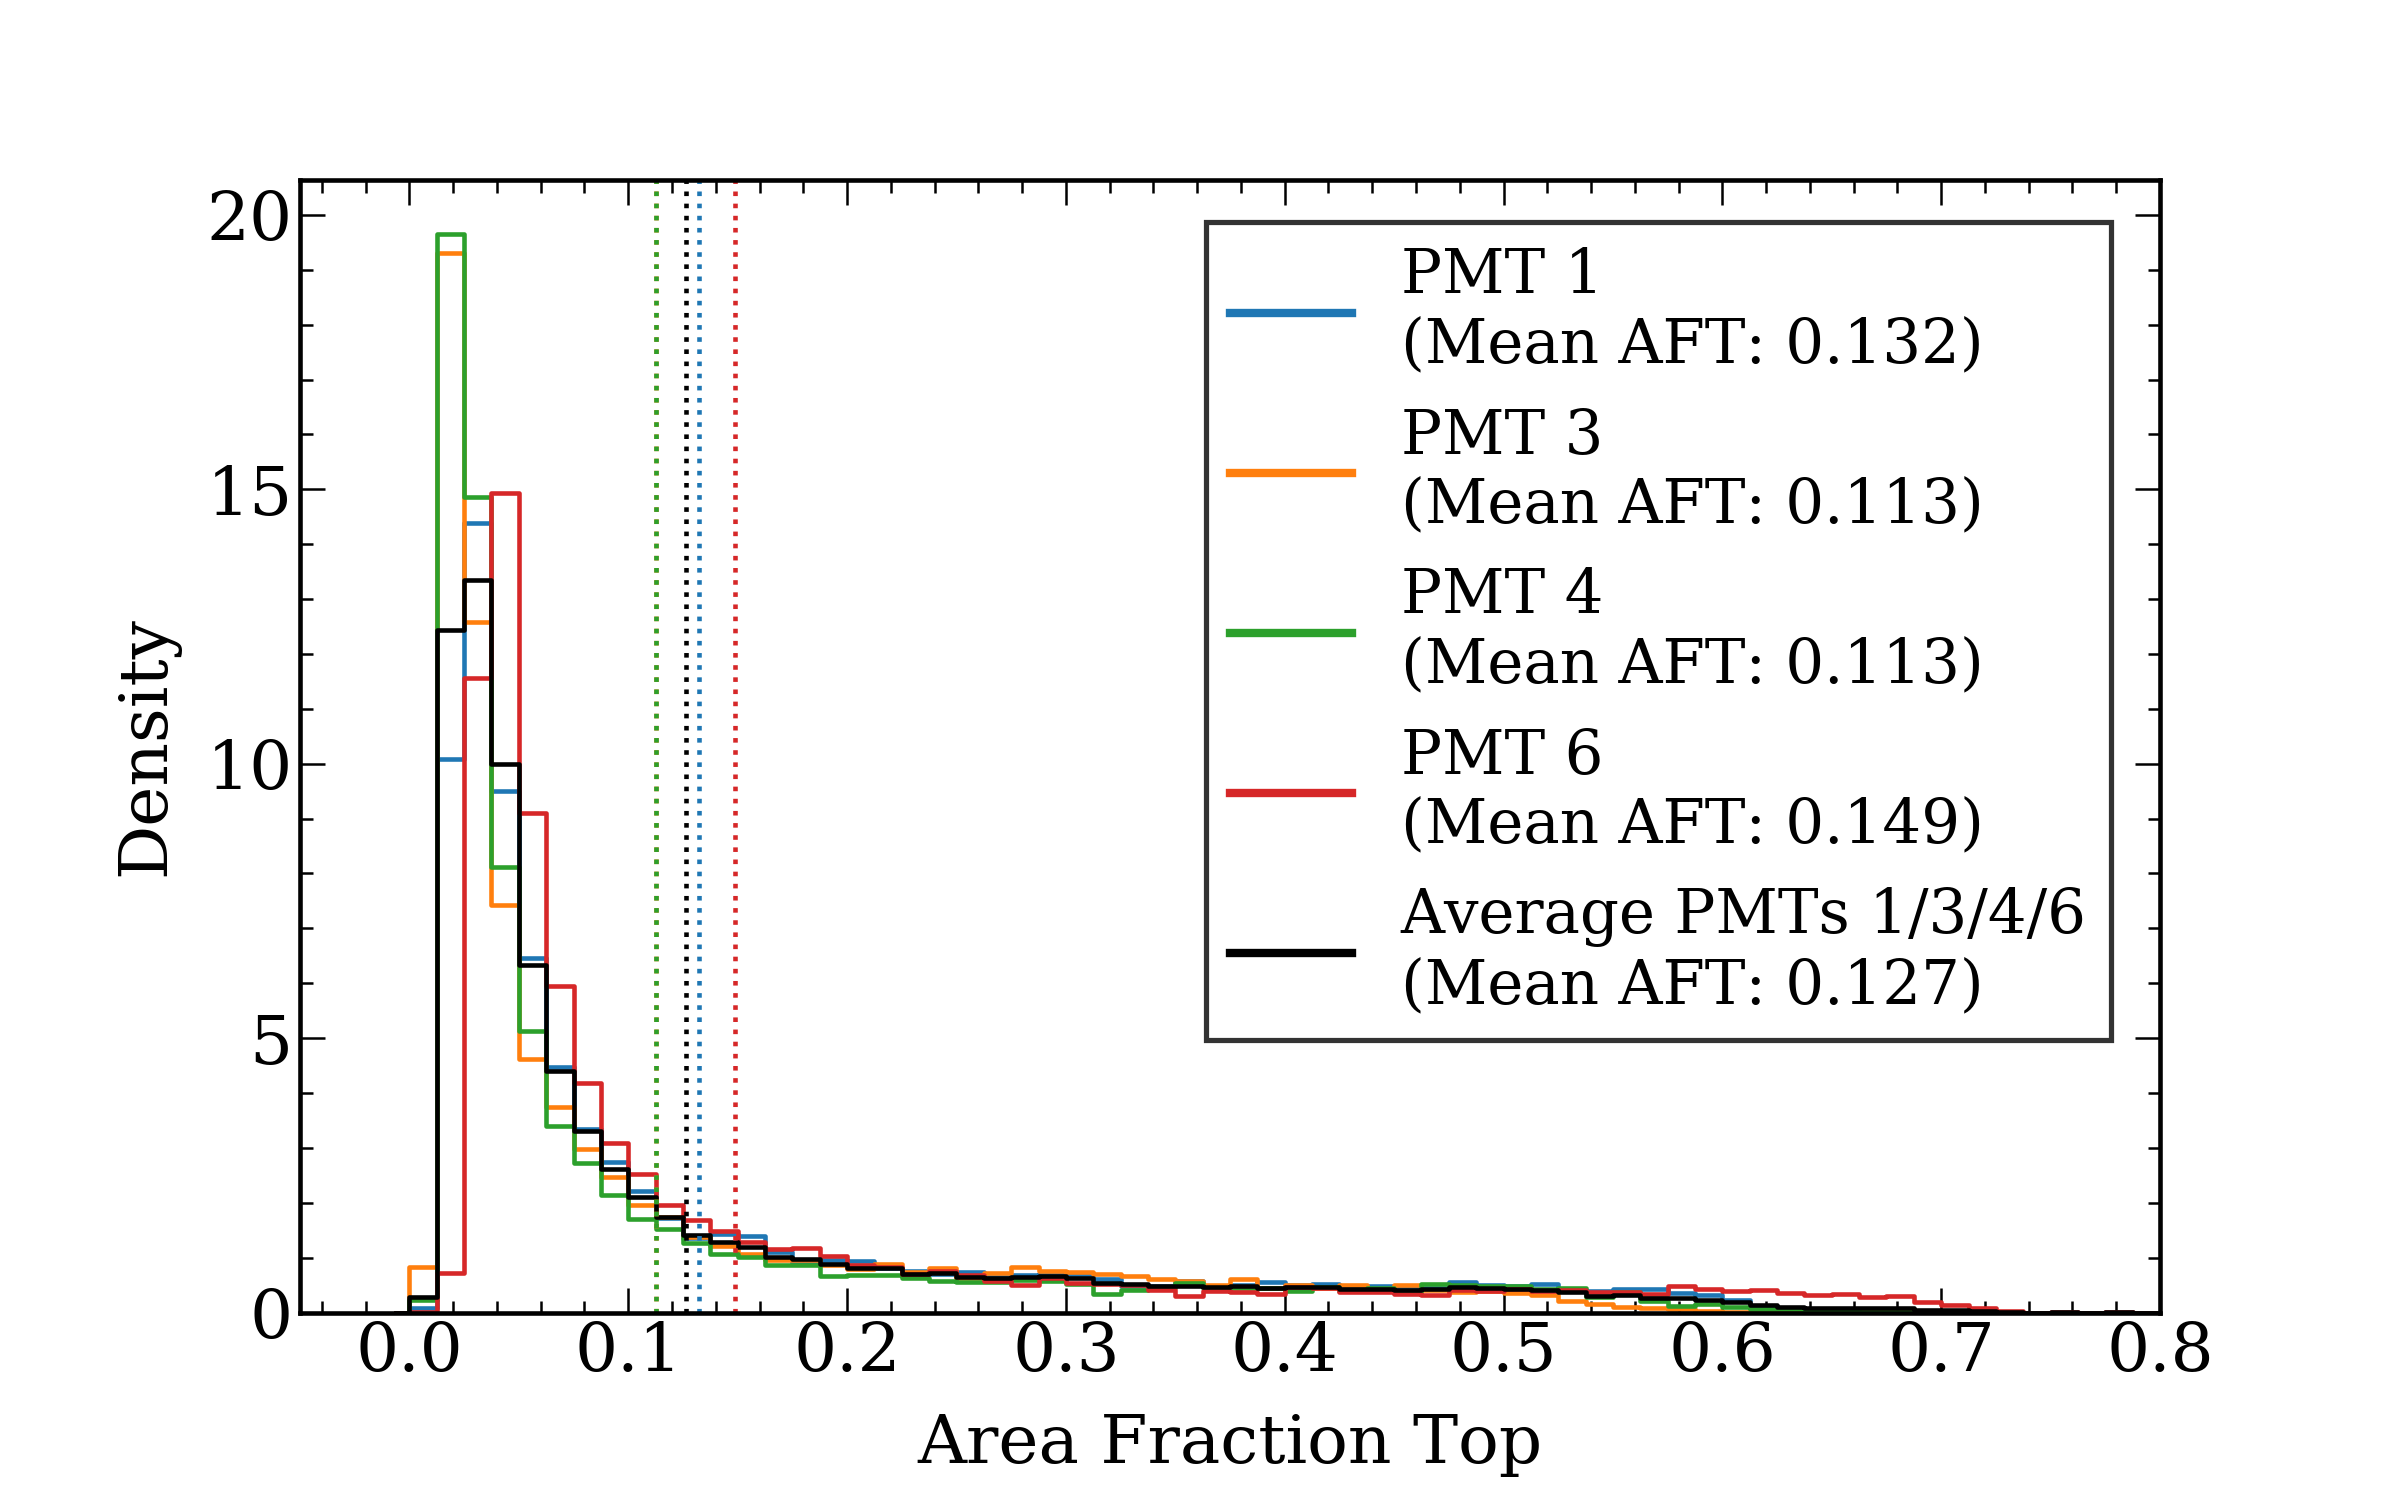 20
15
10
5
0
Density
0.0 0.1 0.2 0.3 0.4 0.5 0.6 0.7 0.8
Area Fraction Top
PMT 1
(Mean AFT: 0.132)
PMT 3
(Mean AFT: 0.113)
PMT 4
(Mean AFT: 0.113)
PMT 6
(Mean AFT: 0.149)
Average PMTs 1/3/4/6
(Mean AFT: 0.127)